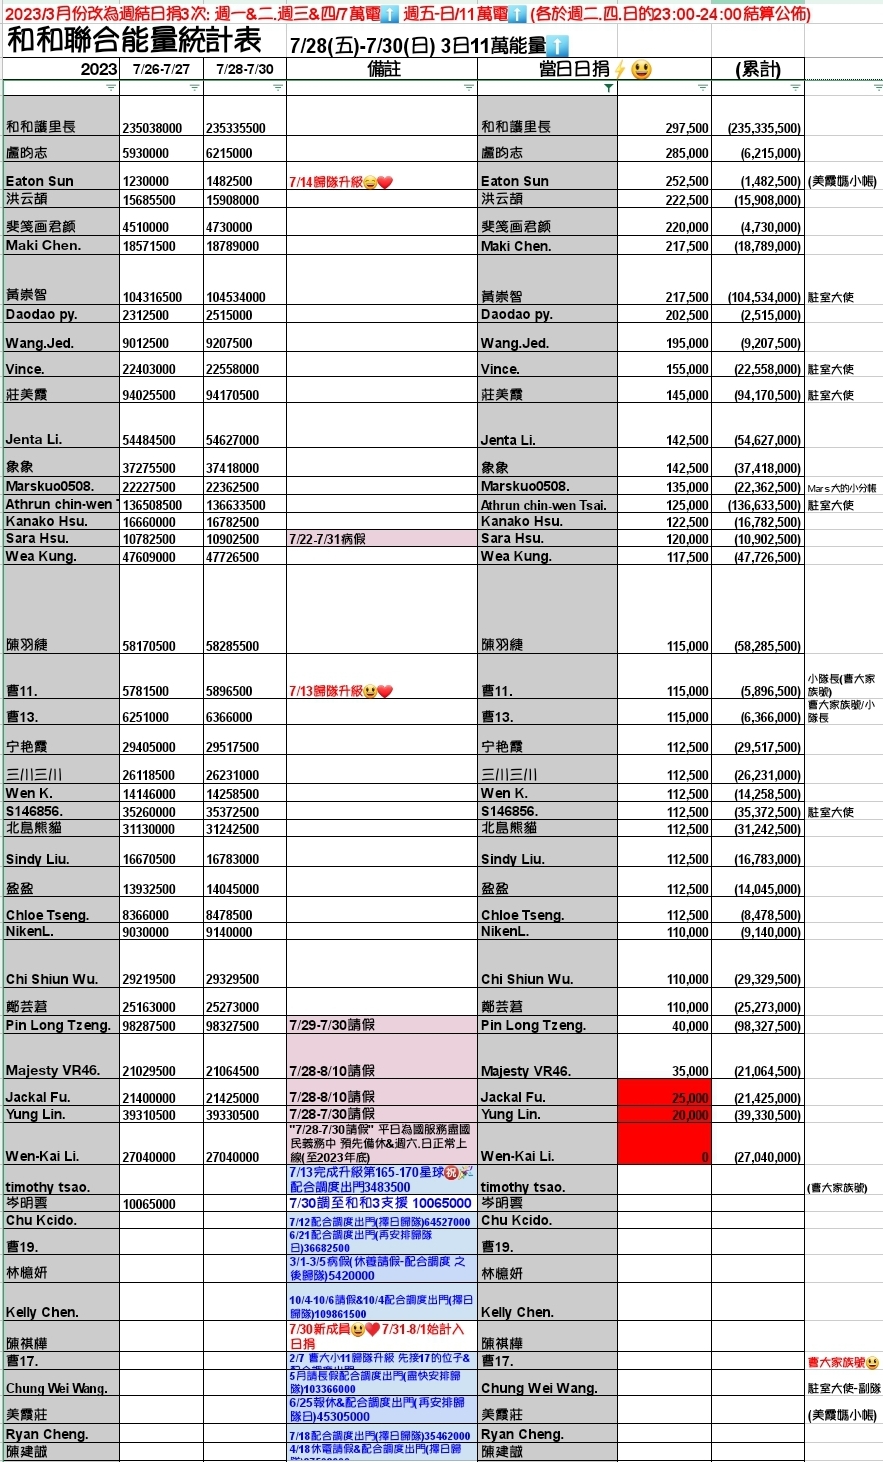 2023/3月份改為週結日捐3次: 週一&二.週三&四/7萬電⬆️ 週五-日/11萬電⬆️ (各於週二.四.日的23:00-24:00結算公佈)
和和聯合能量統計表 7/28(五)-7/30(日) 3日11萬能量⬆️
2023 7/26-7/27 7/28-7/30 備註 當日日捐⚡😃 (累計)
和和護里長 235038000 235335500 和和護里長 297,500 (235,335,500)
盧昀志 5930000 6215000 盧昀志 285,000 (6,215,000)
Eaton Sun 1230000 1482500 7/14歸隊升級😄❤️ Eaton Sun 252,500 (1,482,500) (美霞媽小帳)
洪云頡 15685500 15908000 洪云頡 222,500 (15,908,000)
斐笺画君颜 4510000 4730000 斐笺画君颜 220,000 (4,730,000)
Maki Chen. 18571500 18789000 Maki Chen. 217,500 (18,789,000)
黃崇智 104316500 104534000 黃崇智 217,500 (104,534,000) 駐室大使
Daodao py. 2312500 2515000 Daodao py. 202,500 (2,515,000)
Wang.Jed. 9012500 9207500 Wang.Jed. 195,000 (9,207,500)
Vince. 22403000 22558000 Vince. 155,000 (22,558,000) 駐室大使
莊美霞 94025500 94170500 莊美霞 145,000 (94,170,500) 駐室大使
Jenta Li. 54484500 54627000 Jenta Li. 142,500 (54,627,000)
象象 37275500 37418000 象象 142,500 (37,418,000)
Marskuo0508. 22227500 22362500 Marskuo0508. 135,000 (22,362,500) Mars大的小分帳
Athrun chin-wen 136508500 136633500 Athrun chin-wen Tsai. 125,000 (136,633,500) 駐室大使
Kanako Hsu. 16660000 16782500 Kanako Hsu. 122,500 (16,782,500)
Sara Hsu. 10782500 10902500 7/22-7/31病假 Sara Hsu. 120,000 (10,902,500)
Wea Kung. 47609000 47726500 Wea Kung. 117,500 (47,726,500)
陳羽緁 58170500 58285500 陳羽緁 115,000 (58,285,500)
曹11. 5781500 5896500 7/13歸隊升級😃❤️ 曹11. 115,000 (5,896,500) 小隊長(曹大家
族號)
曹13. 6251000 6366000 曹13. 115,000 (6,366,000) 曹大家族號/小
隊長
宁艳霞 29405000 29517500 宁艳霞 112,500 (29,517,500)
三川三川 26118500 26231000 三川三川 112,500 (26,231,000)
Wen K. 14146000 14258500 Wen K. 112,500 (14,258,500)
S146856. 35260000 35372500 S146856. 112,500 (35,372,500) 駐室大使
北島熊貓 31130000 31242500 北島熊貓 112,500 (31,242,500)
Sindy Liu. 16670500 16783000 Sindy Liu. 112,500 (16,783,000)
盈盈 13932500 14045000 盈盈 112,500 (14,045,000)
Chloe Tseng. 8366000 8478500 Chloe Tseng. 112,500 (8,478,500)
NikenL. 9030000 9140000 NikenL. 110,000 (9,140,000)
Chi Shiun Wu. 29219500 29329500 Chi Shiun Wu. 110,000 (29,329,500)
鄭芸莙 25163000 25273000 鄭芸莙 110,000 (25,273,000)
Pin Long Tzeng. 98287500 98327500 7/29-7/30請假 Pin Long Tzeng. 40,000 (98,327,500)
Majesty VR46. 21029500 21064500 7/28-8/10請假 Majesty VR46. 35,000 (21,064,500)
Jackal Fu. 21400000 21425000 7/28-8/10請假 Jackal Fu. 25,000 (21,425,000)
Yung Lin. 39310500 39330500 7/28-7/30請假 Yung Lin. 20,000 (39,330,500)
"7/28-7/30請假" 平日為國服務盡國
民義務中 預先備休&週六.日正常上
Wen-Kai Li. 27040000 27040000 線(至2023年底) Wen-Kai Li. 0 (27,040,000)
7/13完成升級第165-170星球㊗️🎉
timothy tsao. 配合調度出門3483500 timothy tsao. (曹大家族號)
岑明雲 10065000 7/30調至和和3支援 10065000 岑明雲
Chu Kcido. 7/12配合調度出門(擇日歸隊)64527000 Chu Kcido.
6/21配合調度出門(再安排歸隊
曹19. 日)36682500 曹19.
3/1-3/5病假(休養請假-配合調度 之
林檍妍 後歸隊)5420000 林檍妍
10/4-10/6請假&10/4配合調度出門(擇日
Kelly Chen. 歸隊)109861500 Kelly Chen.
7/30新成員😃❤️7/31-8/1始計入
陳祺樺 日捐 陳祺樺
曹17. 2/7 曹大小11歸隊升級 先接17的位子& 曹17. 曹大家族號😃
5月請長假配合調度出門(盡快安排歸
Chung Wei Wang. 隊)103366000 Chung Wei Wang. 駐室大使-副隊
6/25報休&配合調度出門(再安排歸
美霞莊 隊日)45305000 美霞莊 (美霞媽小帳)
Ryan Cheng. 7/18配合調度出門(擇日歸隊)35462000 Ryan Cheng.
陳建誠 4/18休電請假&配合調度出門(擇日歸 陳建誠